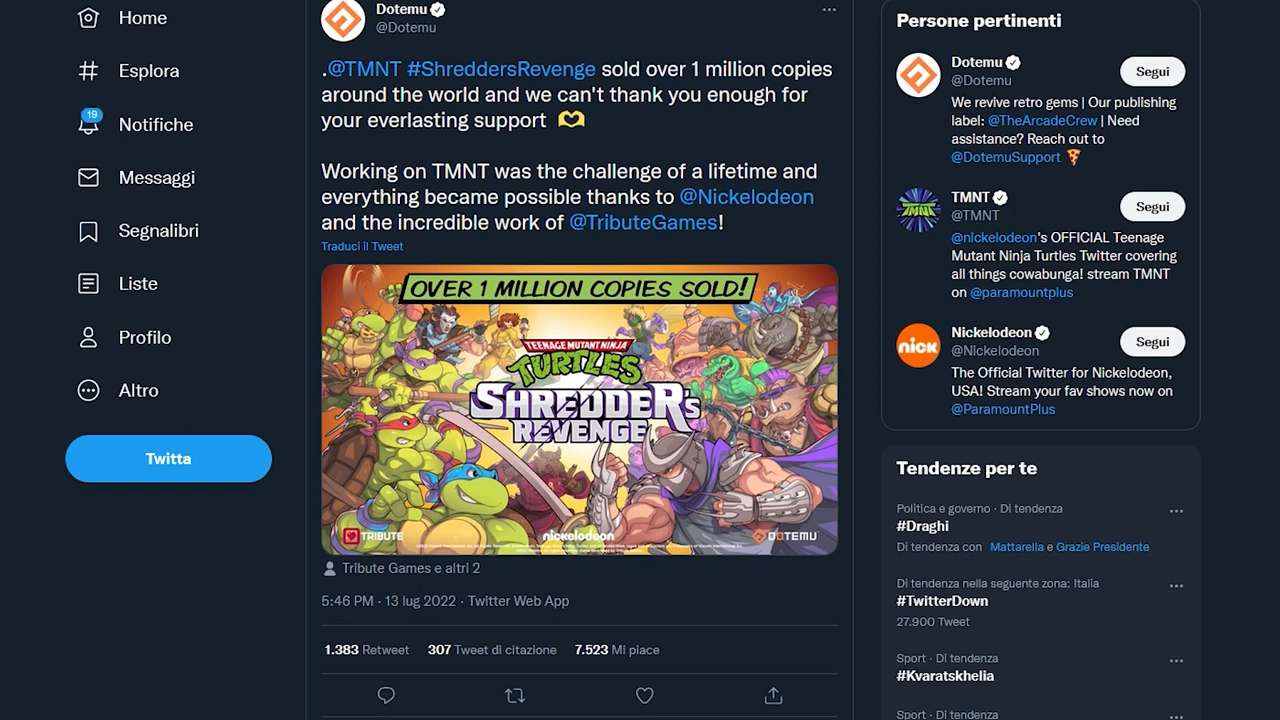 Home
Esplora
19
Notifiche
Messaggi
Segnalibri
Liste
Profilo
Altro
Twitta
Dotemu
@Dotemu
.@TMNT #ShreddersRevenge sold over 1 million copies
around the world and we can't thank you enough for
your everlasting support
Working on TMNT was the challenge of a lifetime and
everything became possible thanks to @Nickelodeon
and the incredible work of @TributeGames!
Traduci il Tweet
OVER 1 MILLION COPIES SOLD!
TEENAGE MUTANT NINJA
TURTLES
SHREDDER'S
REVENGE
TRIBUTE
nickelodeon
DOTEMU
Tribute Games e altri 2
5:46 PM · 13 lug 2022 · Twitter Web App
1.383 Retweet 307 Tweet di citazione 7.523 Mi piace
Persone pertinenti
Dotemu
@Dotemu
Segui
We revive retro gems | Our publishing
label: @TheArcadeCrew | Need
assistance? Reach out to
@DotemuSupport
TMNT
TMNT
@TMNT
Segui
@nickelodeon's OFFICIAL Teenage
Mutant Ninja Turtles Twitter covering
all things cowabunga! stream TMNT
on @paramountplus
nick
Nickelodeon
@Nickelodeon
Segui
The Official Twitter for Nickelodeon,
USA! Stream your fav shows now on
@ParamountPlus
Tendenze per te
Politica e governo · Di tendenza
#Draghi
Di tendenza con Mattarella e Grazie Presidente
Di tendenza nella seguente zona: Italia
#TwitterDown
27.900 Tweet
Sport · Di tendenza
#Kvaratskhelia
Sport · Di tendenza